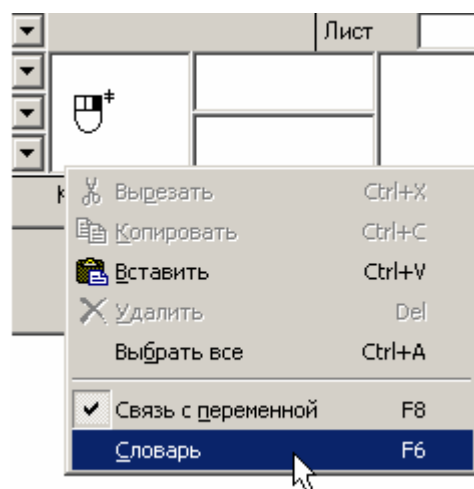 Лист
Вырезать Ctrl+X
Копировать Ctrl+C
Вставить Ctrl+V
Удалить Del
Выбрать все Ctrl+A
Связь с переменной F8
Словарь F6